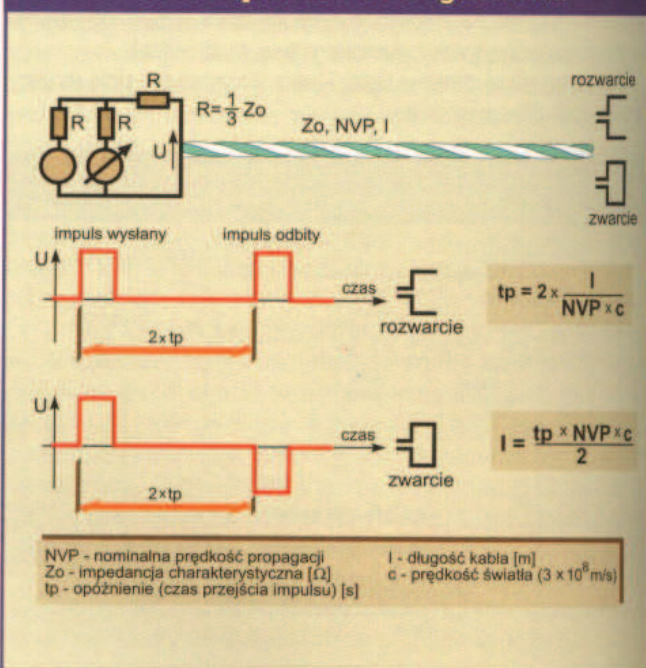 rozwarcie
R
R
R
R=1/3 Zo
U
Zo, NVP, l
zwarcie
impuls wysłany
impuls odbity
U
czas
rozwarcie
2×tp
tp = 2 × l / NVP × c
U
czas
zwarcie
2×tp
l = tp × NVP × c / 2
NVP - nominalna prędkość propagacji
Zo - impedancja charakterystyczna [Ω]
tp - opóźnienie (czas przejścia impulsu) [s]
l - długość kabla [m]
c - prędkość światła (3 x 10⁸ m/s)